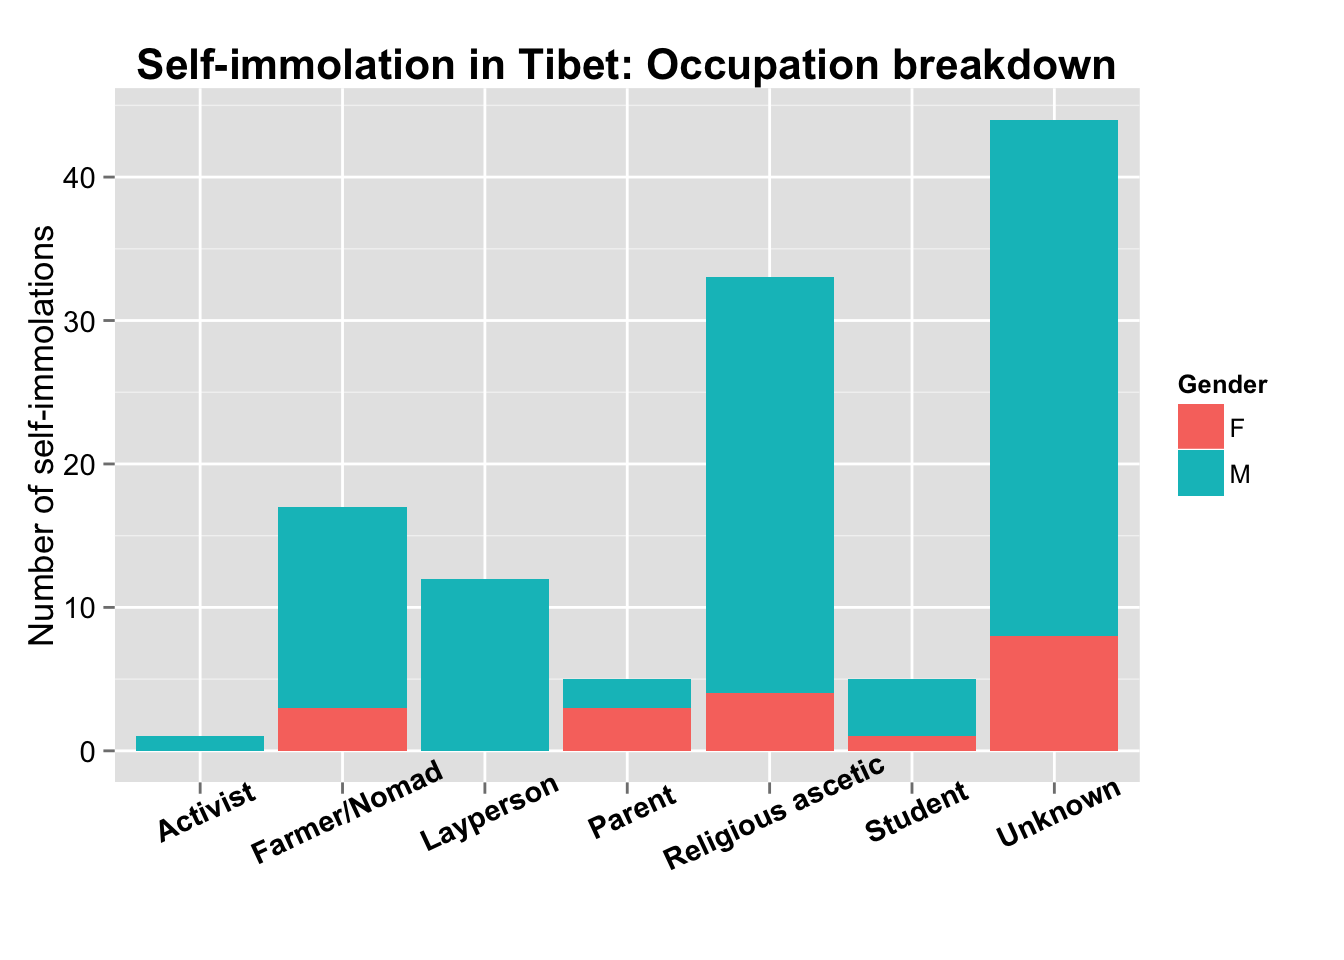 Self-immolation in Tibet: Occupation breakdown
Number of self-immolations
40
30
20
10
0
Activist
Farmer/Nomad
Layperson
Parent
Religious ascetic
Student
Unknown
Gender
F
M